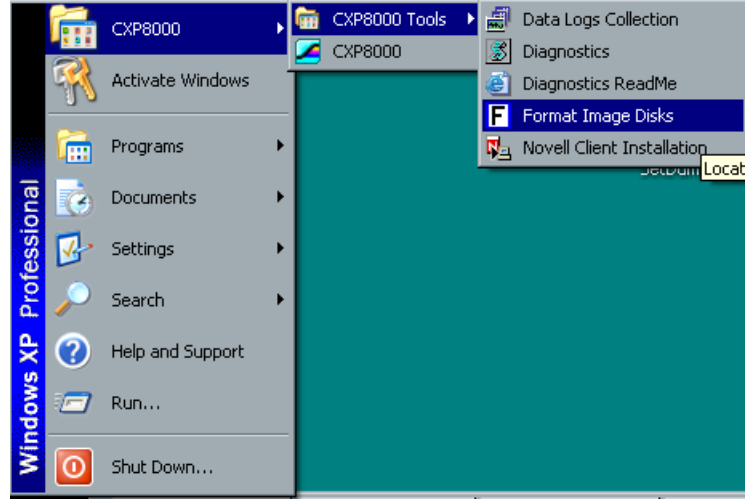 CXP8000
Activate Windows
Programs
Documents
Settings
Search
Help and Support
Run...
Shut Down...
Windows XP Professional
CXP8000 Tools
CXP8000
Data Logs Collection
Diagnostics
Diagnostics ReadMe
Format Image Disks
Novell Client Installation
Locat